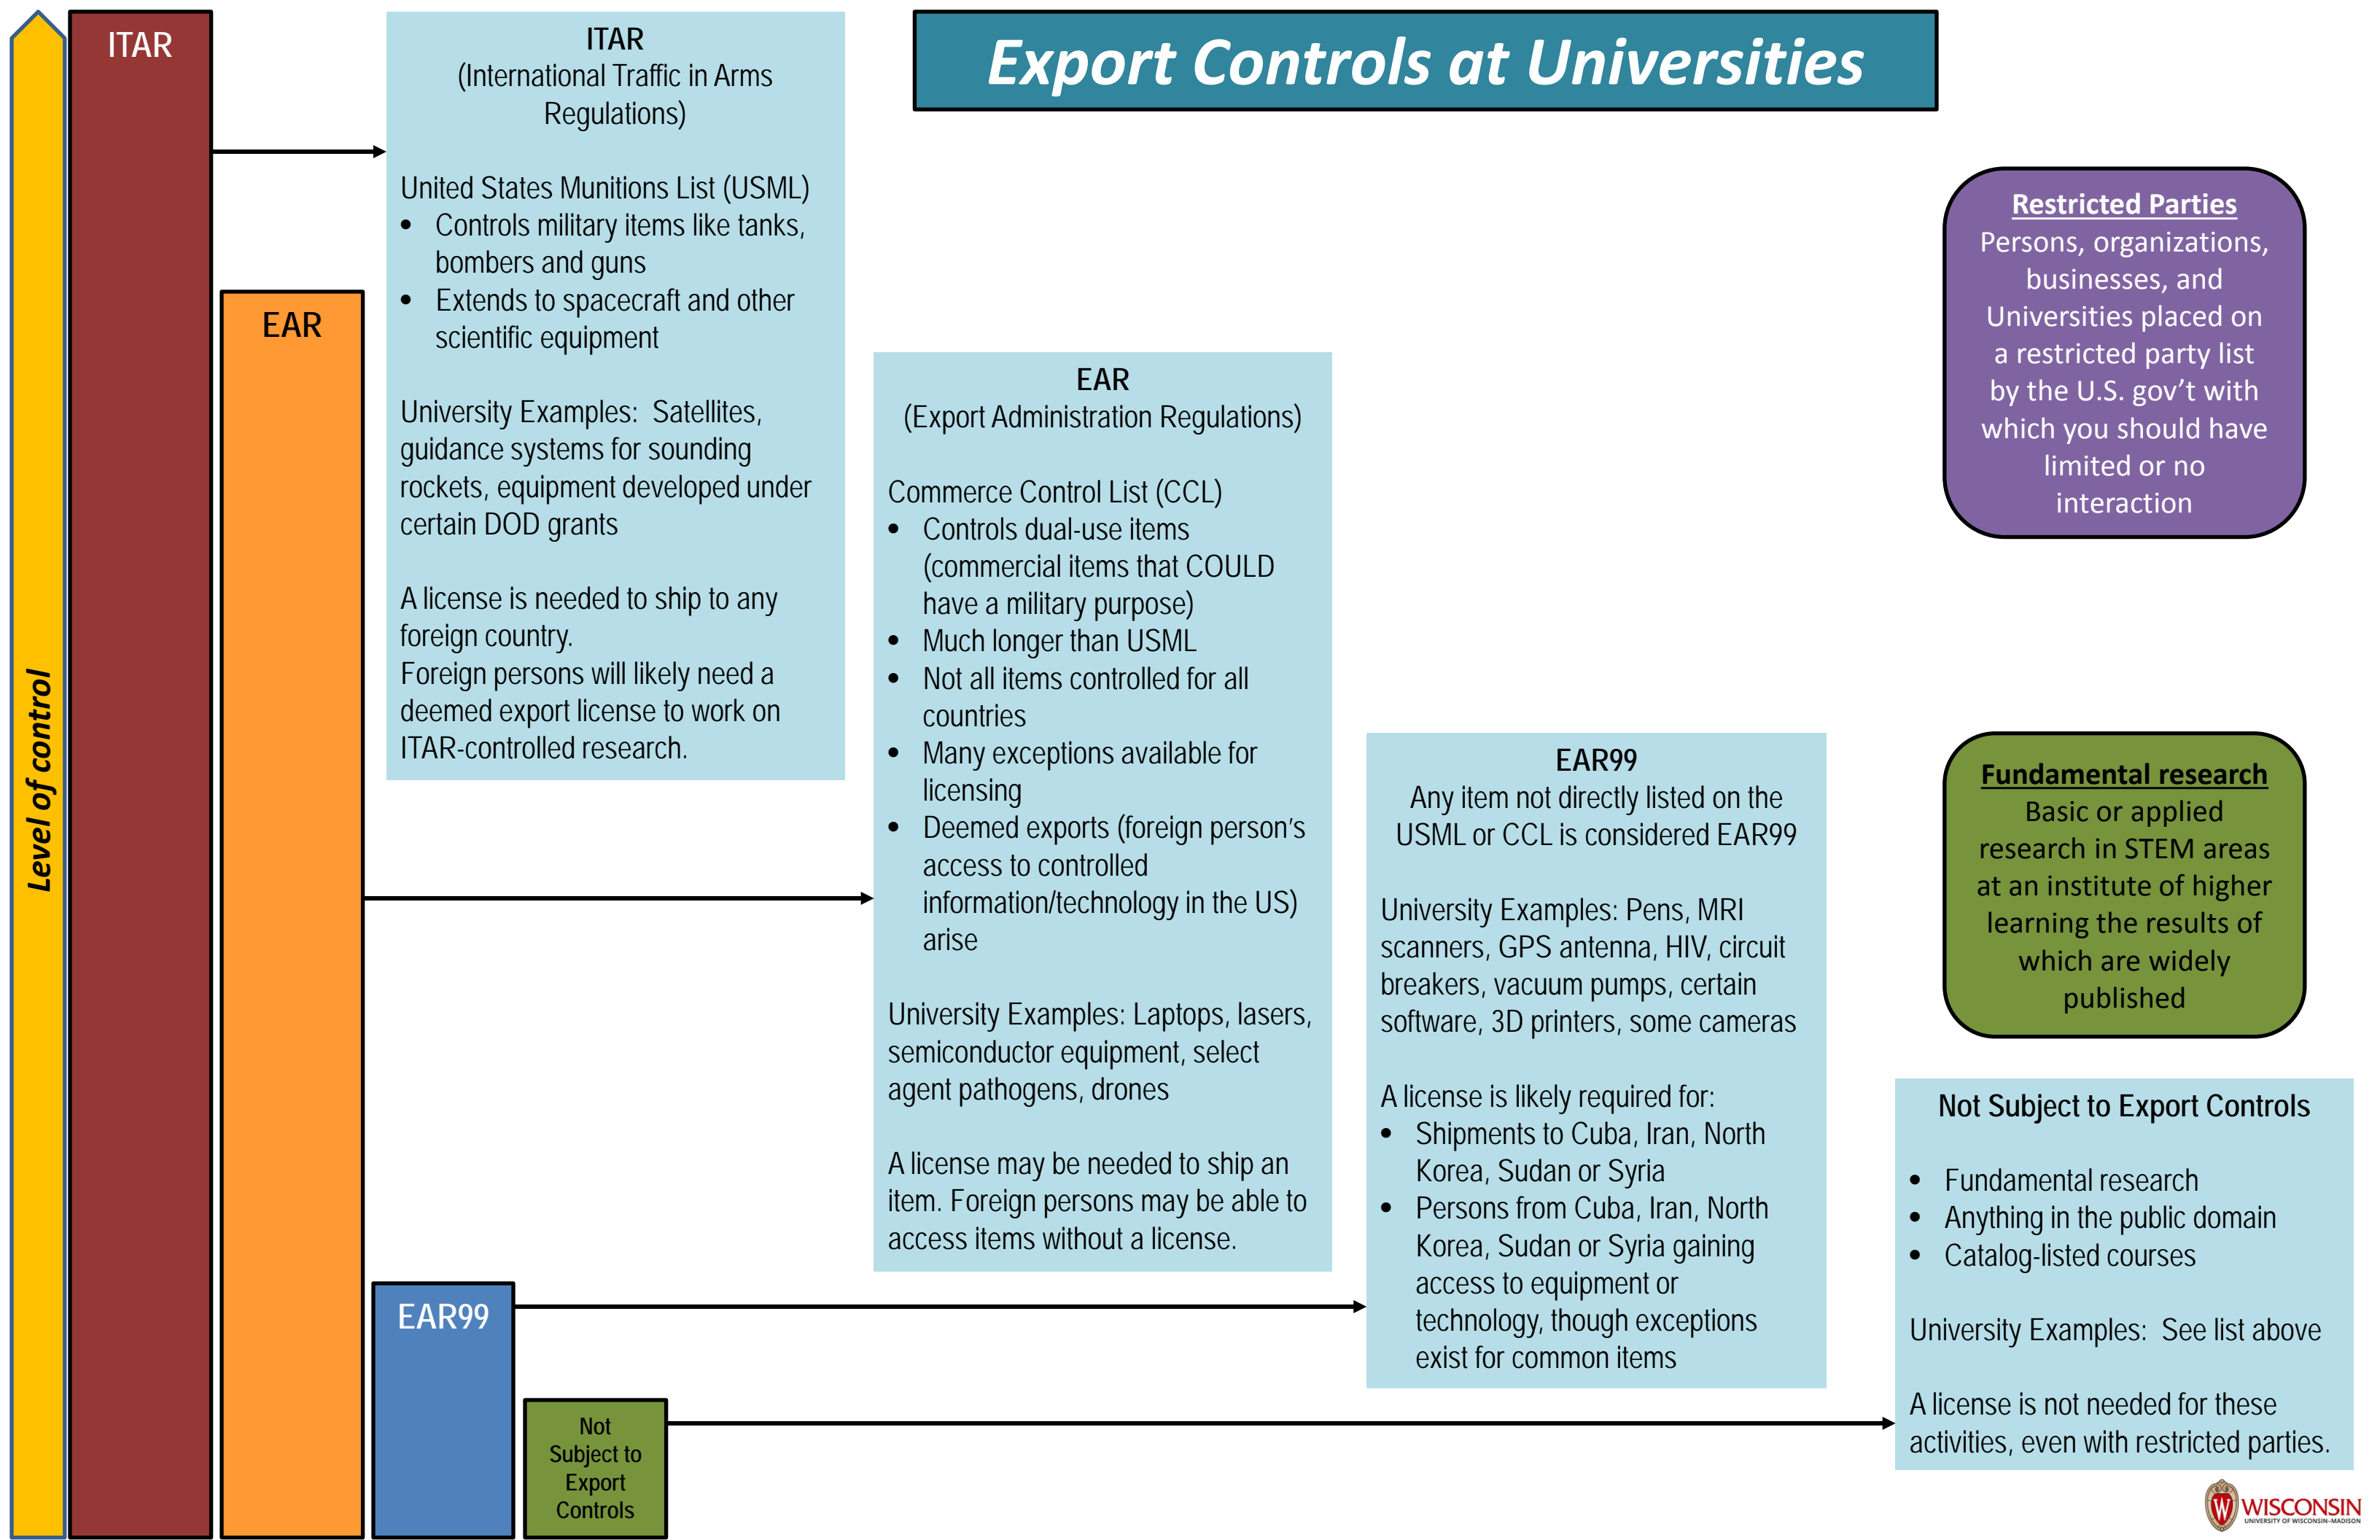 Export Controls at Universities
Level of control
ITAR
EAR
EAR99
Not
Subject to
Export
Controls
ITAR
(International Traffic in Arms
Regulations)
United States Munitions List (USML)
• Controls military items like tanks,
bombers and guns
• Extends to spacecraft and other
scientific equipment
University Examples: Satellites,
guidance systems for sounding
rockets, equipment developed under
certain DOD grants
A license is needed to ship to any
foreign country.
Foreign persons will likely need a
deemed export license to work on
ITAR-controlled research.
EAR
(Export Administration Regulations)
Commerce Control List (CCL)
• Controls dual-use items
(commercial items that COULD
have a military purpose)
• Much longer than USML
• Not all items controlled for all
countries
• Many exceptions available for
licensing
• Deemed exports (foreign person's
access to controlled
information/technology in the US)
arise
University Examples: Laptops, lasers,
semiconductor equipment, select
agent pathogens, drones
A license may be needed to ship an
item. Foreign persons may be able to
access items without a license.
EAR99
Any item not directly listed on the
USML or CCL is considered EAR99
University Examples: Pens, MRI
scanners, GPS antenna, HIV, circuit
breakers, vacuum pumps, certain
software, 3D printers, some cameras
A license is likely required for:
• Shipments to Cuba, Iran, North
Korea, Sudan or Syria
• Persons from Cuba, Iran, North
Korea, Sudan or Syria gaining
access to equipment or
technology, though exceptions
exist for common items
Restricted Parties
Persons, organizations,
businesses, and
Universities placed on
a restricted party list
by the U.S. gov't with
which you should have
limited or no
interaction
Fundamental research
Basic or applied
research in STEM areas
at an institute of higher
learning the results of
which are widely
published
Not Subject to Export Controls
• Fundamental research
• Anything in the public domain
• Catalog-listed courses
University Examples: See list above
A license is not needed for these
activities, even with restricted parties.
W
WISCONSIN
UNIVERSITY OF WISCONSIN-MADISON